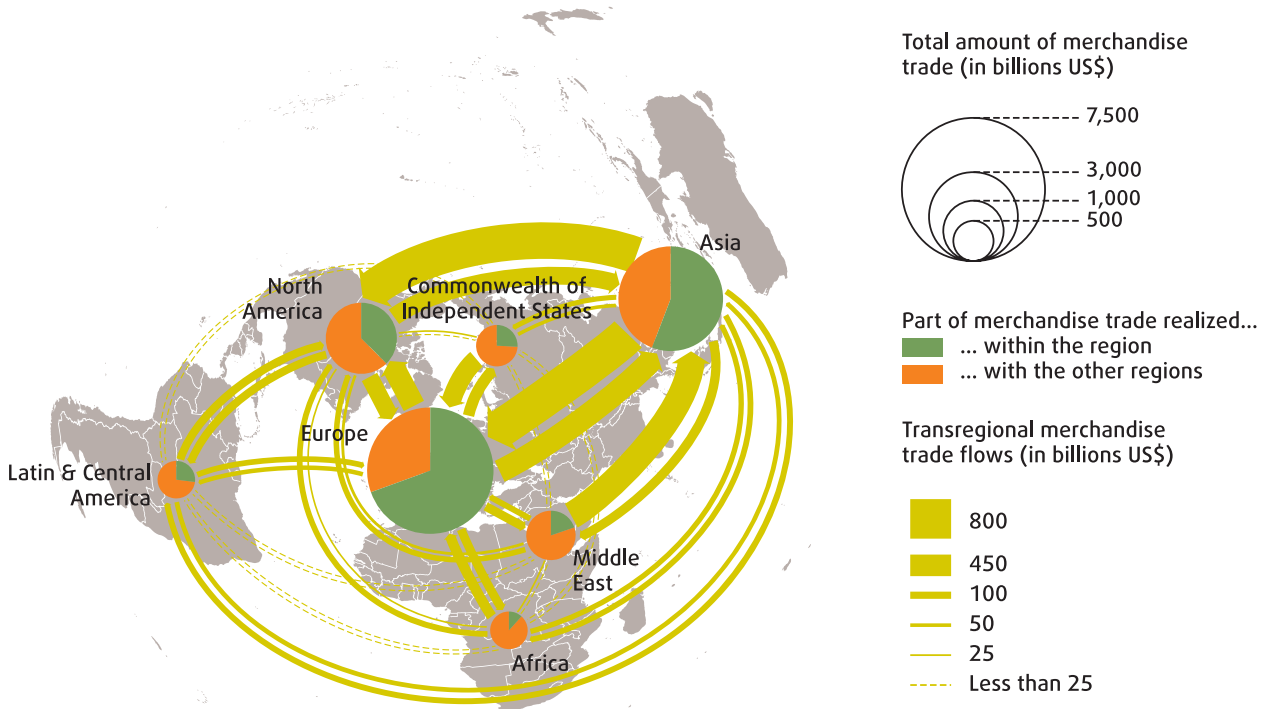 Asia
North
America
Commonwealth of
Independent States
Europe
Latin & Central
America
Middle
East
Africa
Total amount of merchandise
trade (in billions US$)
7,500
3,000
1,000
500
Part of merchandise trade realized...
... within the region
... with the other regions
Transregional merchandise
trade flows (in billions US$)
800
450
100
50
25
Less than 25